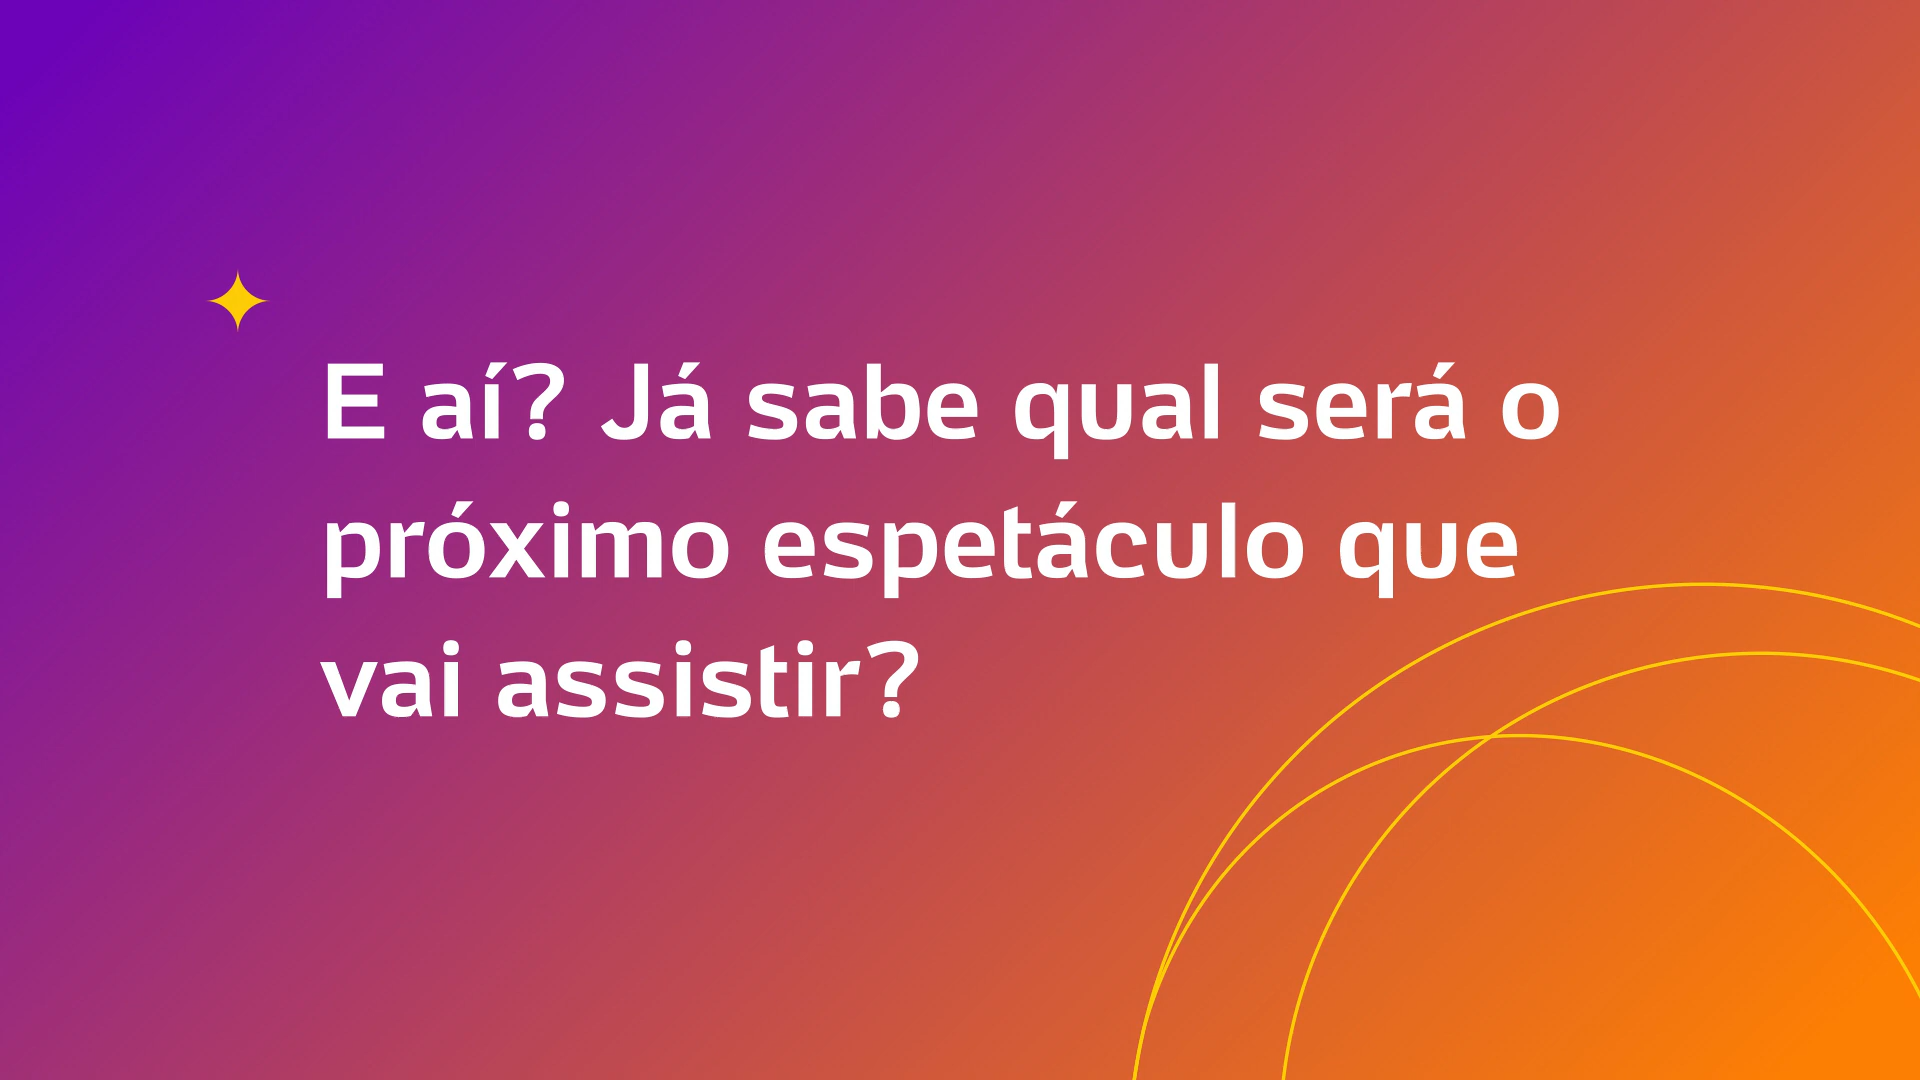 E aí? Já sabe qual será o
próximo espetáculo que
vai assistir?